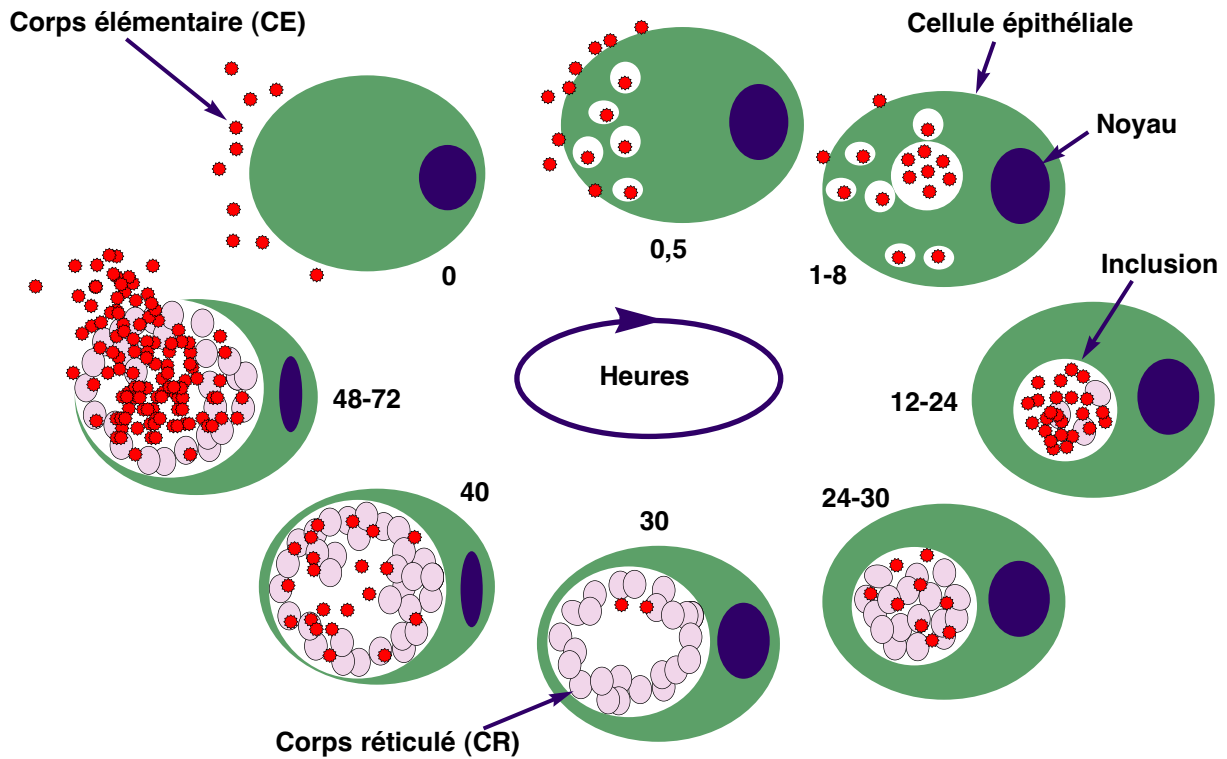 Corps élémentaire (CE)
Cellule épithéliale
Noyau
0
0,5
1-8
Inclusion
Heures
48-72
12-24
40
30
24-30
Corps réticulé (CR)